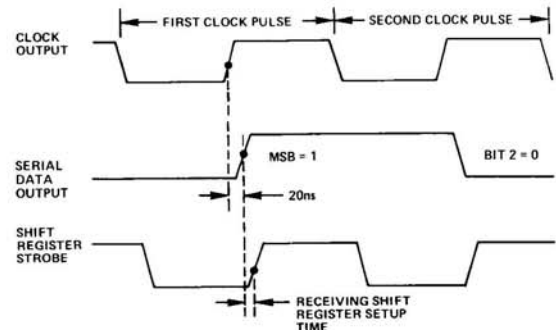 FIRST CLOCK PULSE
SECOND CLOCK PULSE
CLOCK
OUTPUT
MSB = 1
BIT 2 = 0
SERIAL
DATA
OUTPUT
20ns
SHIFT
REGISTER
STROBE
RECEIVING SHIFT
REGISTER SETUP
TIME